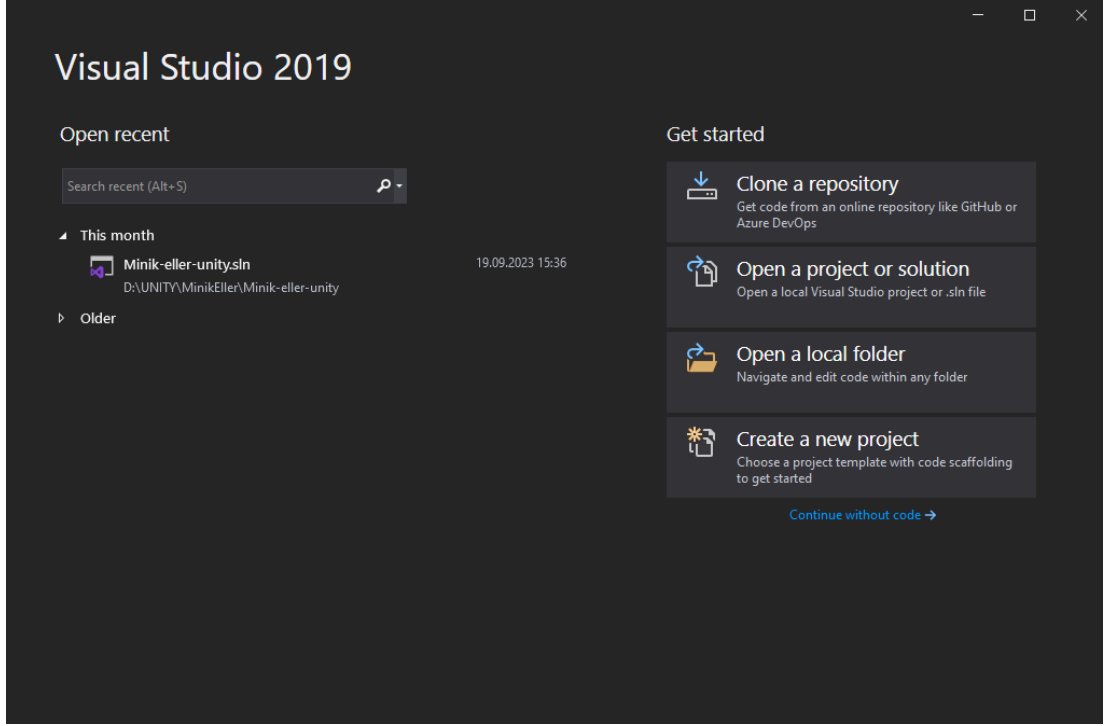 Visual Studio 2019
Open recent
Search recent (Alt+S)
This month
Minik-eller-unity.sln
19.09.2023 15:36
D:\UNITY\MinikEller\Minik-eller-unity
Older
Get started
Clone a repository
Get code from an online repository like GitHub or
Azure DevOps
Open a project or solution
Open a local Visual Studio project or .sln file
Open a local folder
Navigate and edit code within any folder
Create a new project
Choose a project template with code scaffolding
to get started
Continue without code →